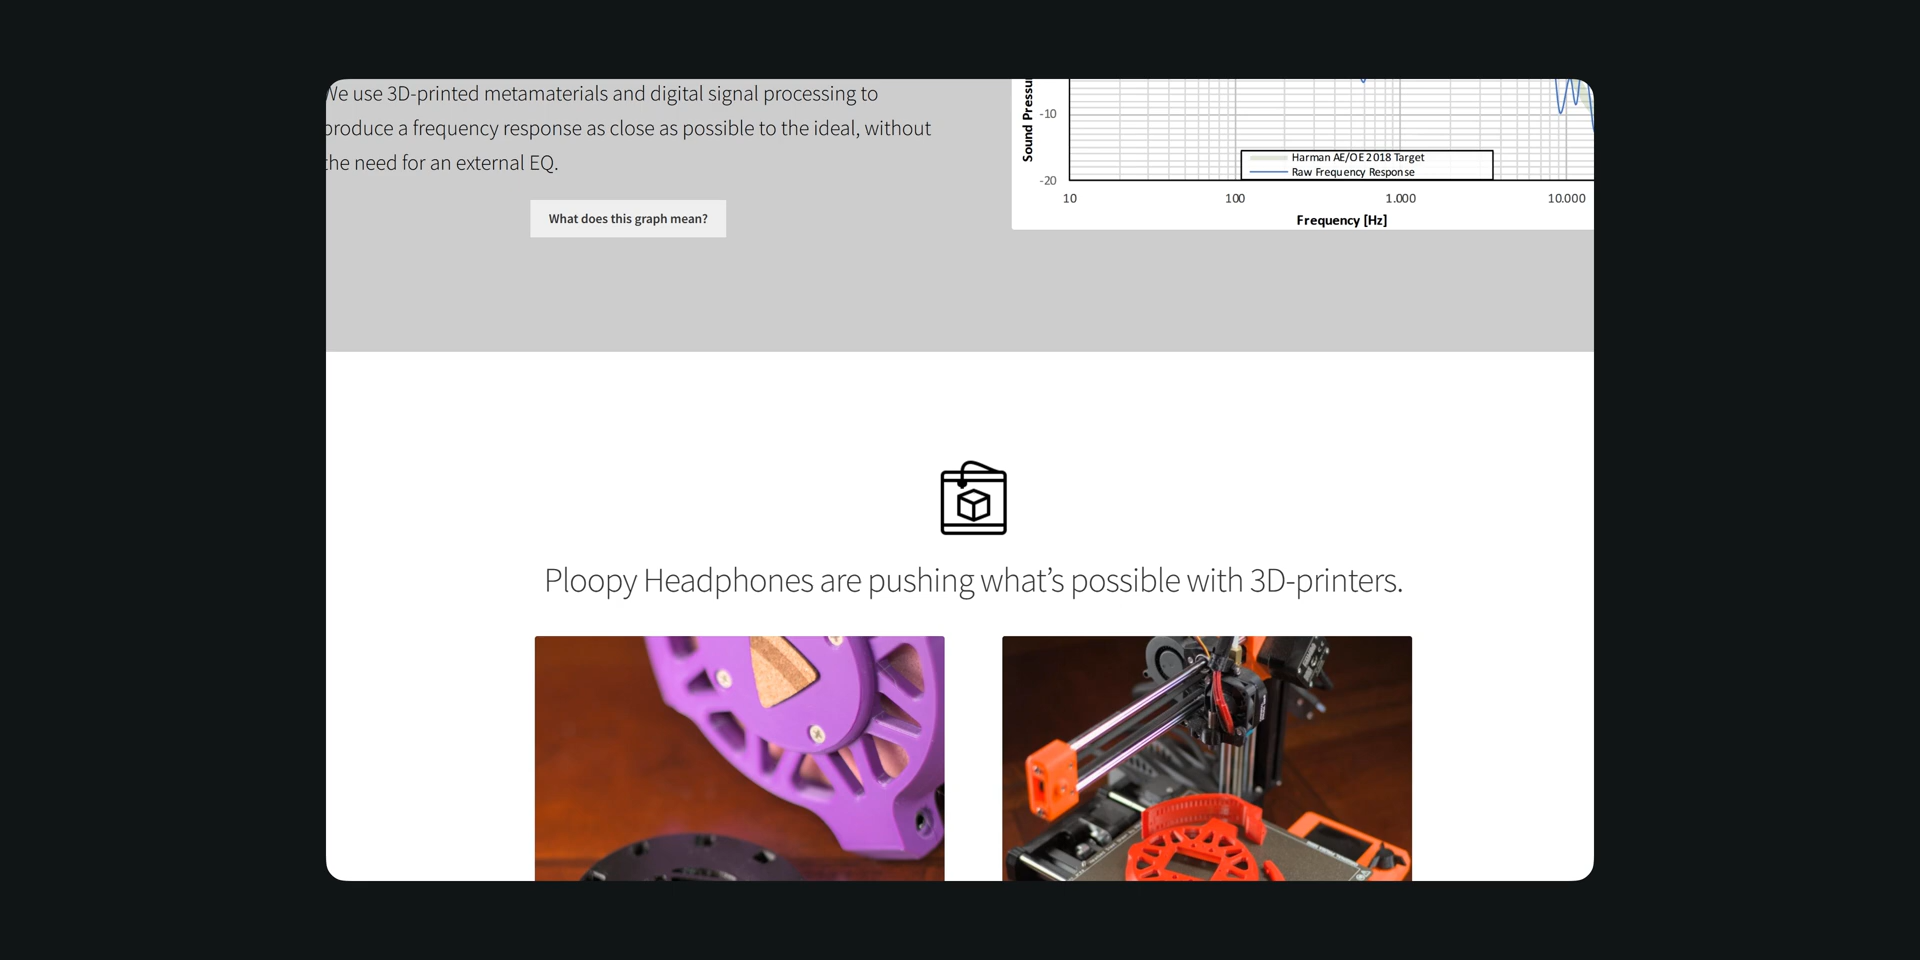 We use 3D-printed metamaterials and digital signal processing to
produce a frequency response as close as possible to the ideal, without
the need for an external EQ.
What does this graph mean?
Sound Pressu
-10
-20
Harman AE/OE 2018 Target
Raw Frequency Response
10 100 1.000 10.000
Frequency [Hz]
Ploopy Headphones are pushing what’s possible with 3D-printers.